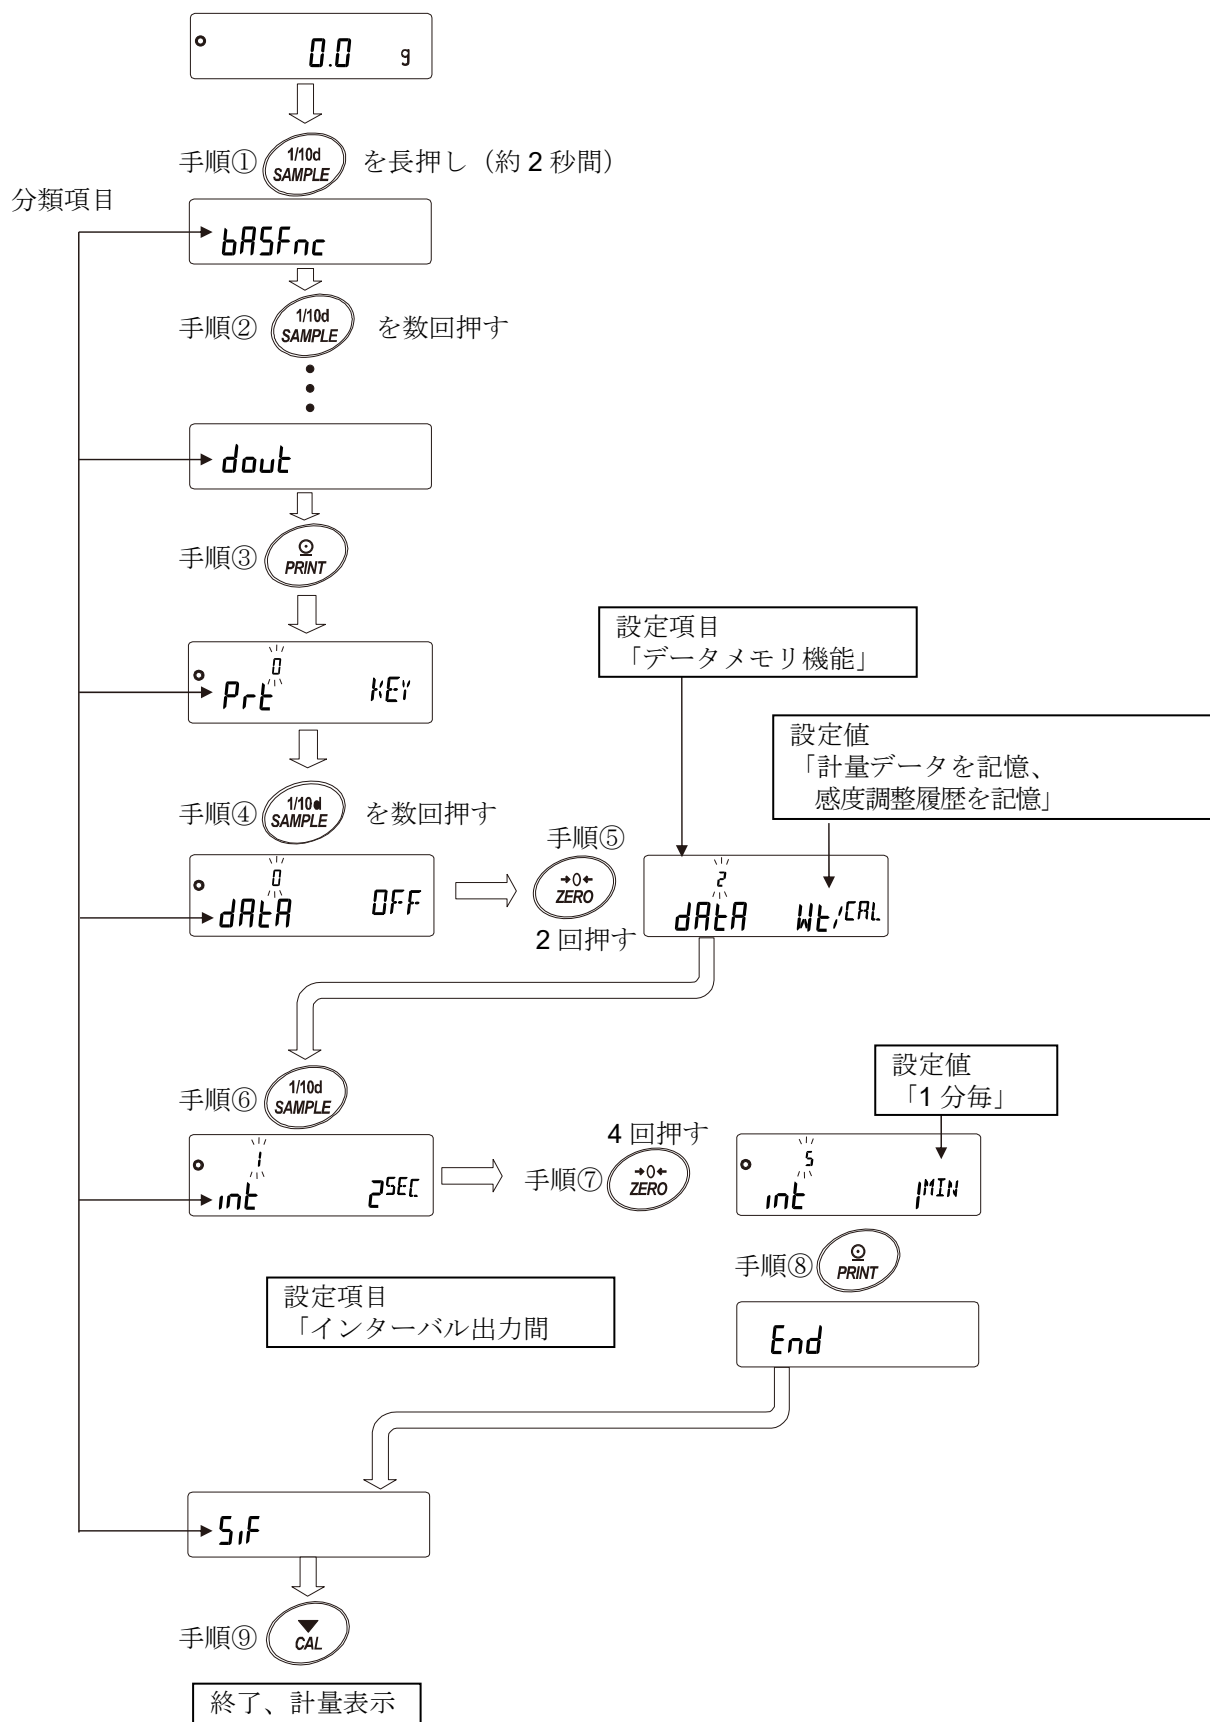 0.0 g
手順① 1/10d SAMPLE を長押し（約 2 秒間）
分類項目
bASFnc
手順② 1/10d SAMPLE を数回押す
dout
手順③ PRINT
設定項目
「データメモリ機能」
0
Prt KEY
設定値
「計量データを記憶、
感度調整履歴を記憶」
手順④ 1/10d SAMPLE を数回押す
手順⑤
→0← ZERO
2 回押す
0
dAtA OFF
2
dAtA Wt/CAL
手順⑥ 1/10d SAMPLE
設定値
「1 分毎」
4 回押す
手順⑦ →0← ZERO
1
int 2SEC
5
int 1MIN
手順⑧ PRINT
設定項目
「インターバル出力間
End
SiF
手順⑨ CAL
終了、計量表示